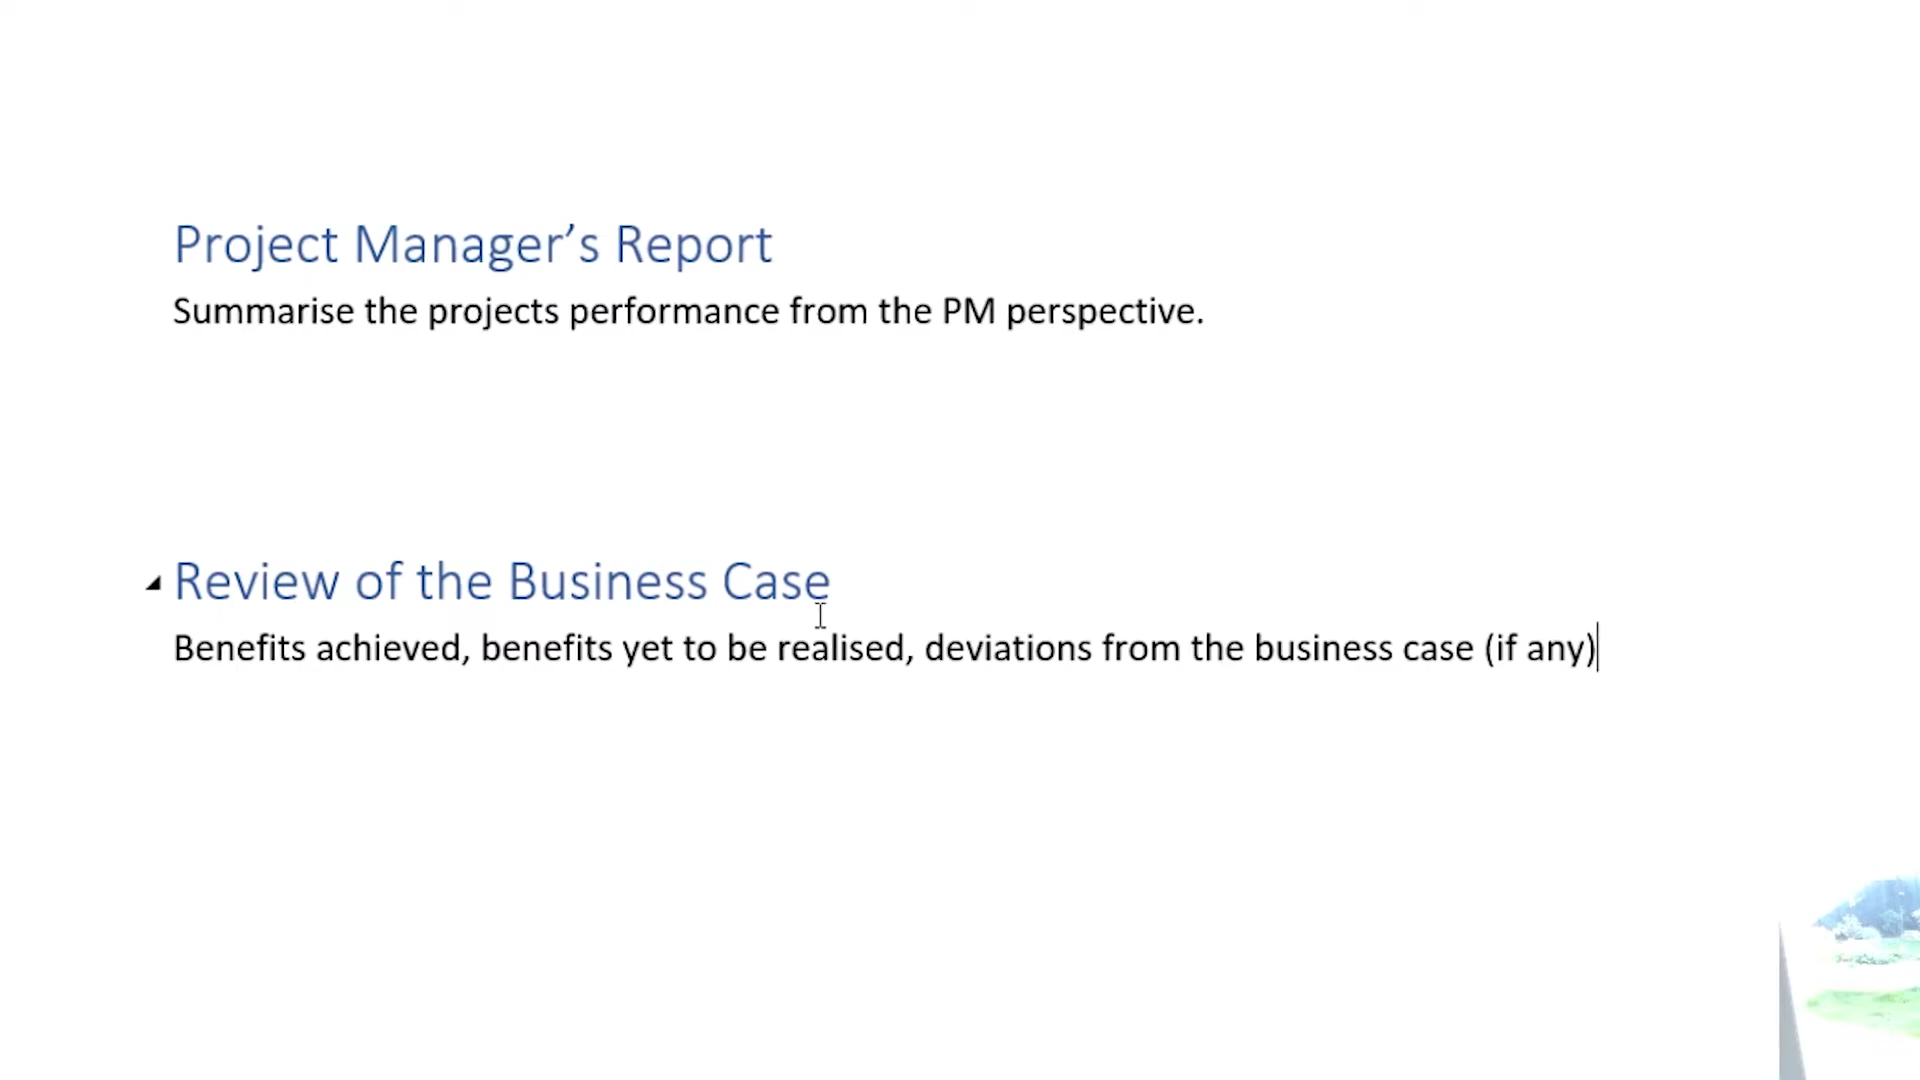 Project Manager’s Report
Summarise the projects performance from the PM perspective.
Review of the Business Case
Benefits achieved, benefits yet to be realised, deviations from the business case (if any)